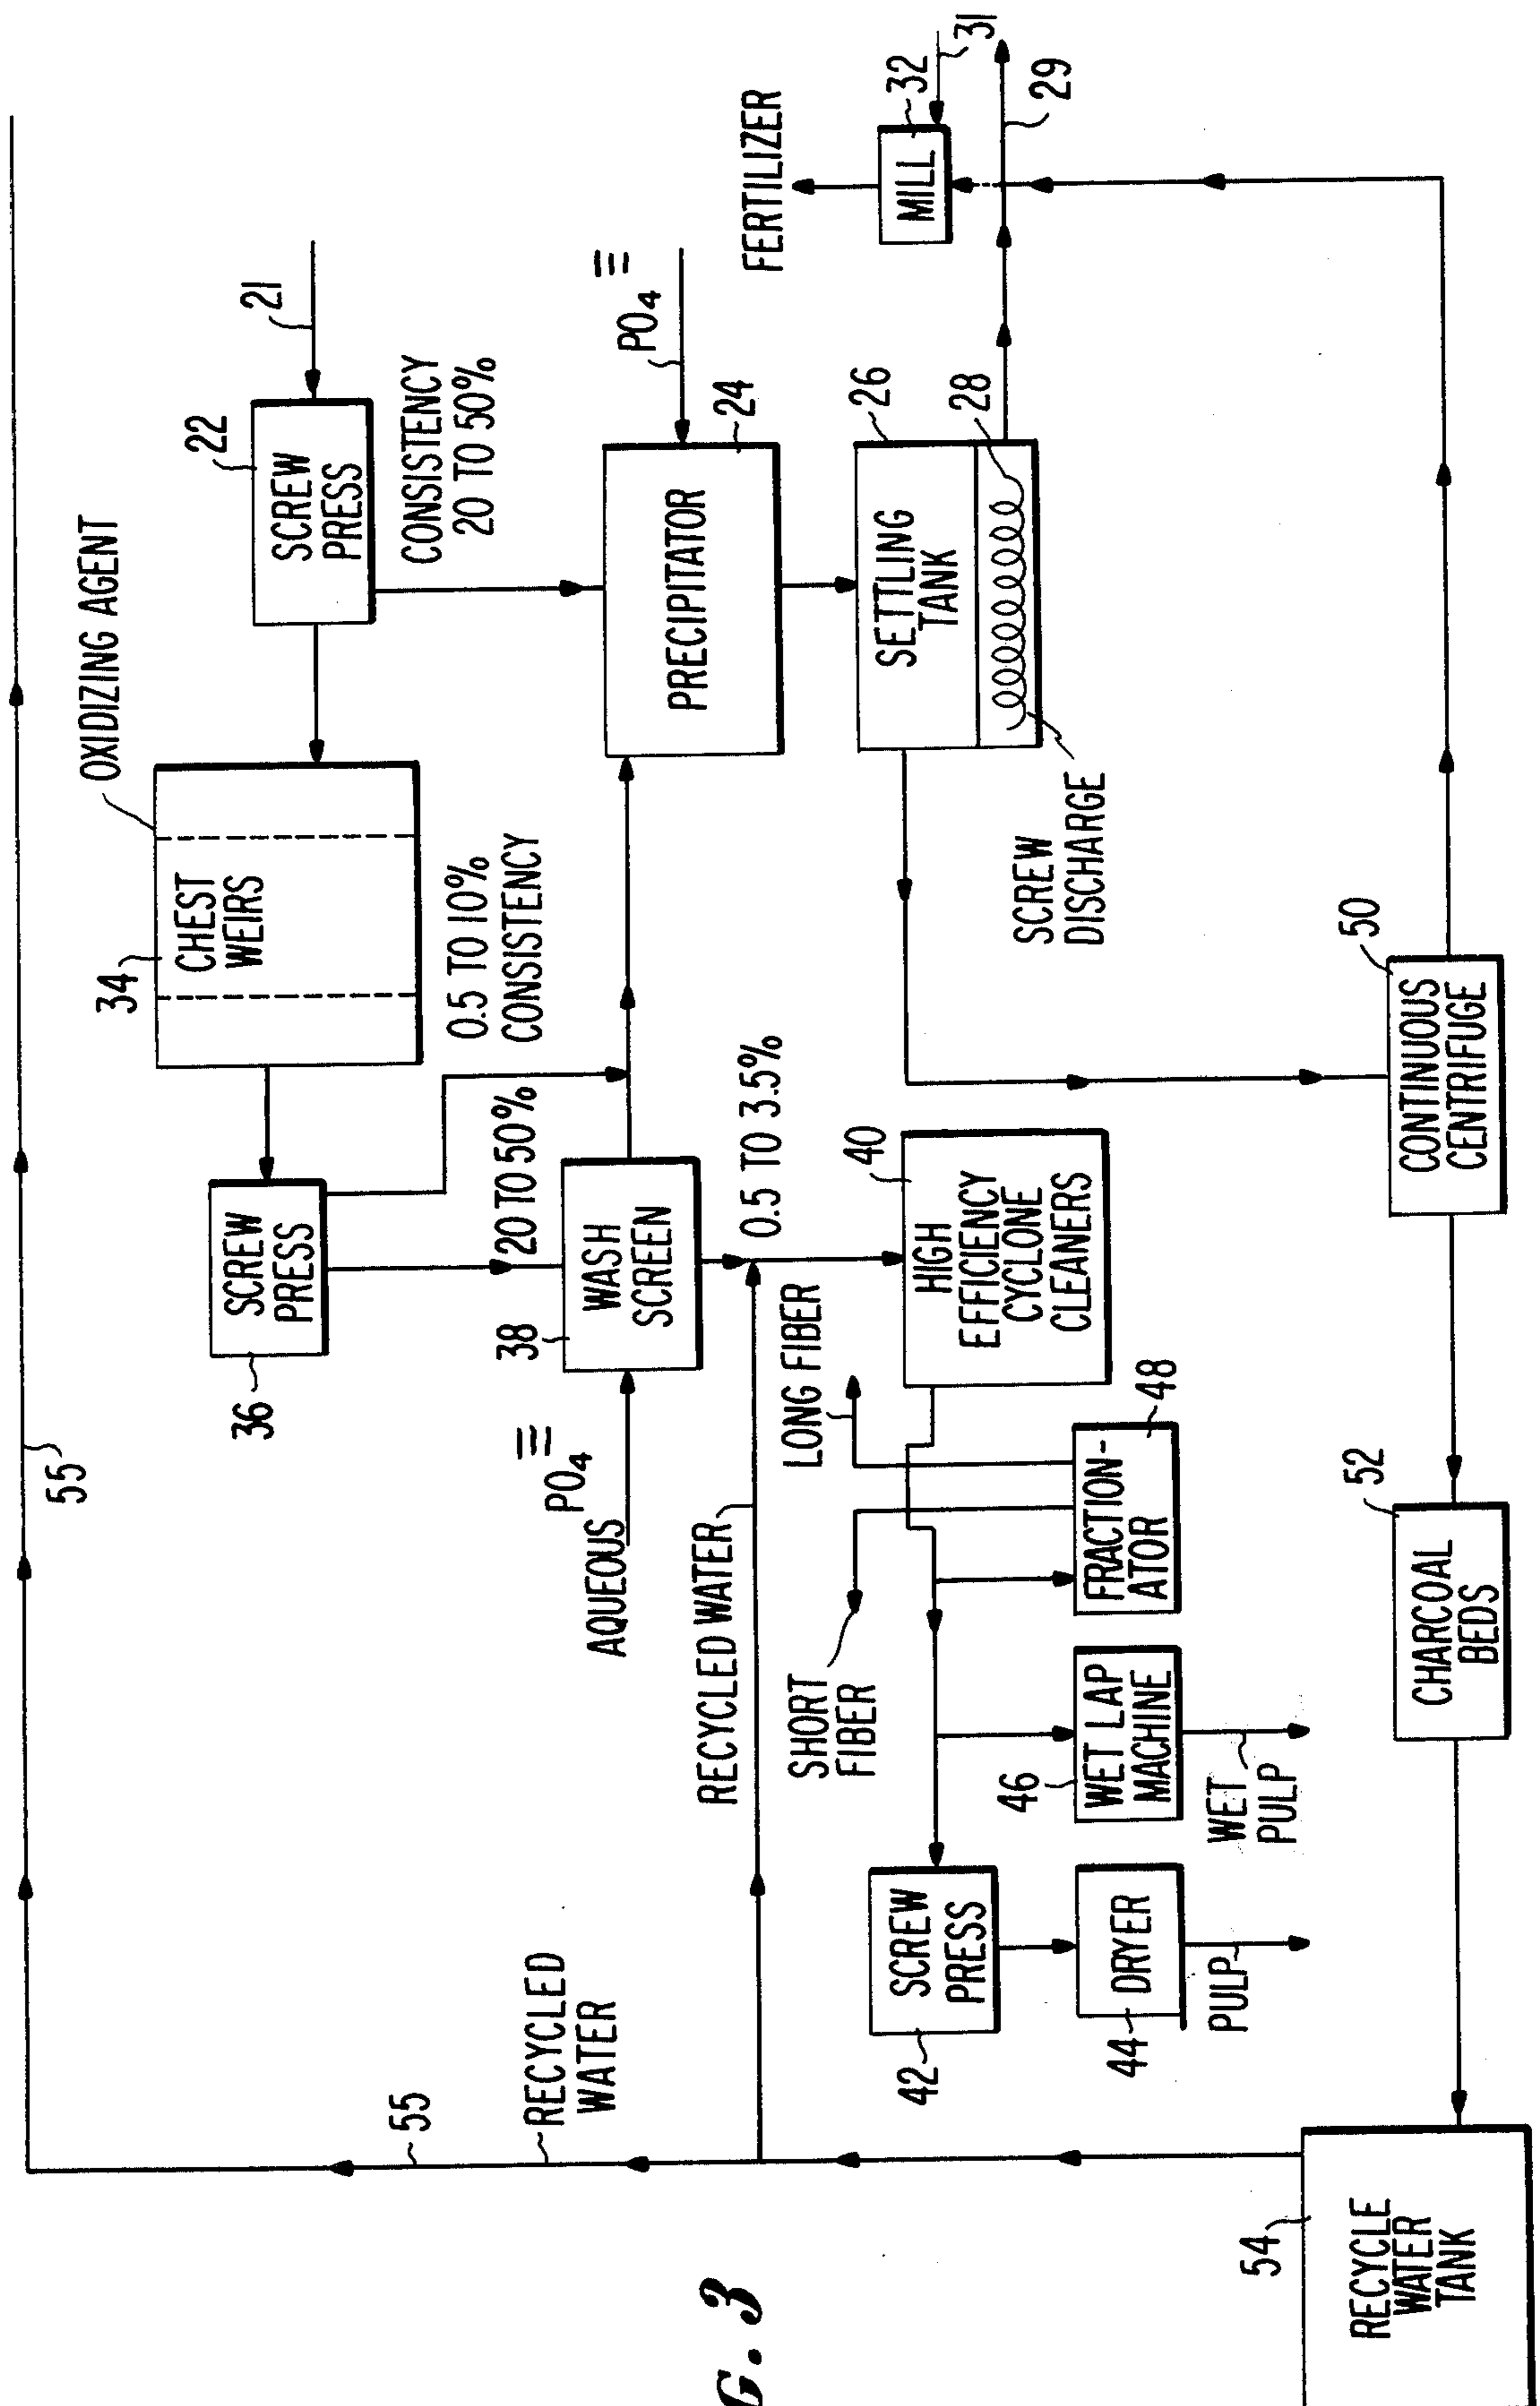 55
55
RECYCLED
WATER
36
SCREW
PRESS
34
CHEST
WEIRS
OXIDIZING AGENT
22
SCREW
PRESS
21
0.5 TO 10%
CONSISTENCY
CONSISTENCY
20 TO 50%
20 TO 50%
AQUEOUS
PO₄≡
38
WASH
SCREEN
PRECIPITATOR
24
PO₄≡
RECYCLED WATER
0.5 TO 3.5%
FERTILIZER
MILL
32
31
29
SHORT
FIBER
LONG FIBER
40
HIGH
EFFICIENCY
CYCLONE
CLEANERS
SETTLING
TANK
26
28
SCREW
DISCHARGE
42
SCREW
PRESS
44
DRYER
PULP
46
WET LAP
MACHINE
WET
PULP
FRACTION-
ATOR
48
54
RECYCLE
WATER
TANK
52
CHARCOAL
BEDS
50
CONTINUOUS
CENTRIFUGE
G. 3